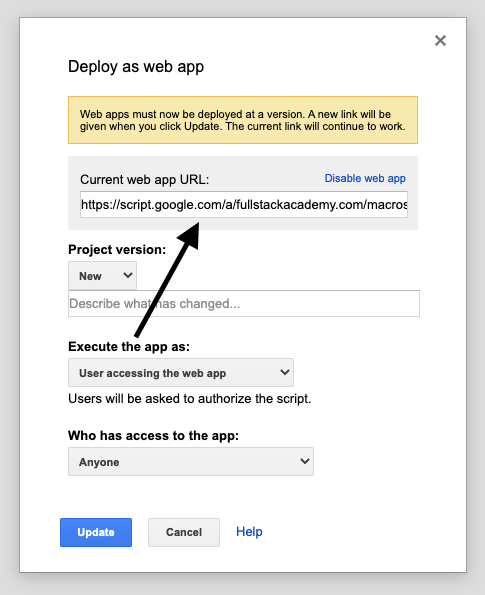 Deploy as web app
Web apps must now be deployed at a version. A new link will be
given when you click Update. The current link will continue to work.
Current web app URL:
Disable web app
https://script.google.com/a/fullstackacademy.com/macros
Project version:
New
Describe what has changed...
Execute the app as:
User accessing the web app
Users will be asked to authorize the script.
Who has access to the app:
Anyone
Update Cancel Help